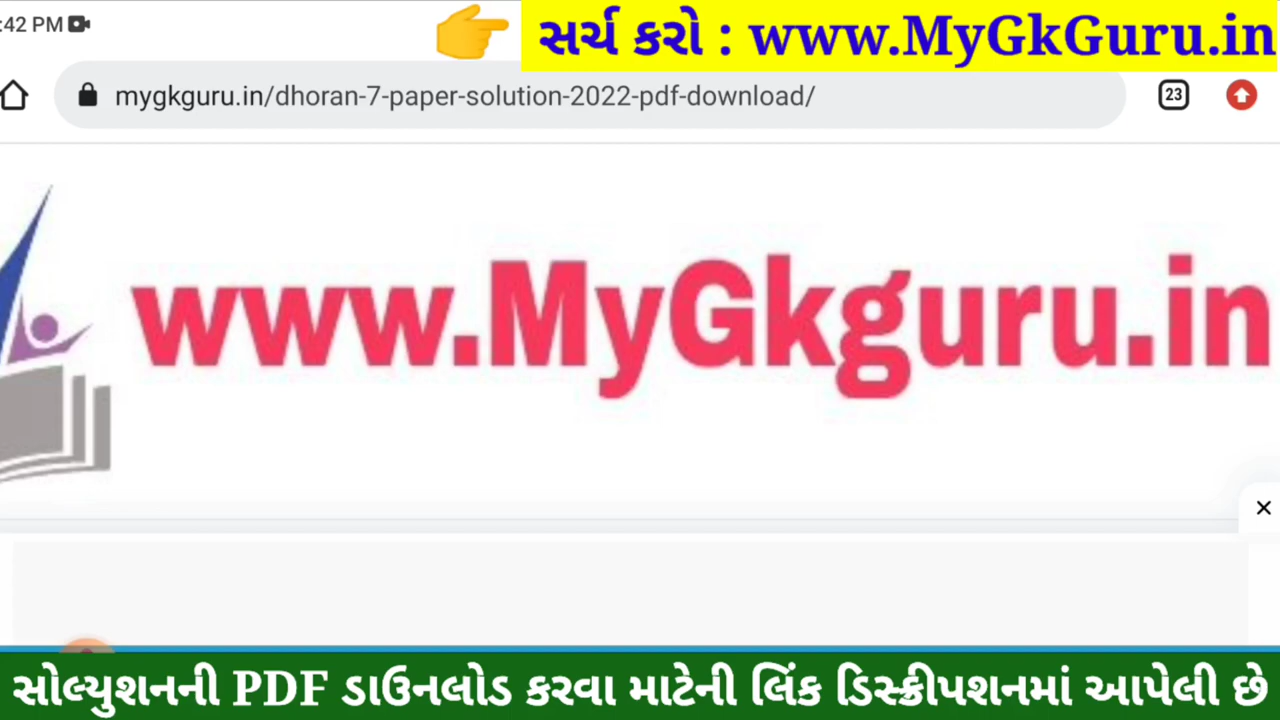 :42 PM
સર્ચ કરો : www.MyGkGuru.in
mygkguru.in/dhoran-7-paper-solution-2022-pdf-download/
23
www.MyGkguru.in
સોલ્યુશનની PDF ડાઉનલોડ કરવા માટેની લિંક ડિસ્ક્રીપશનમાં આપેલી છે